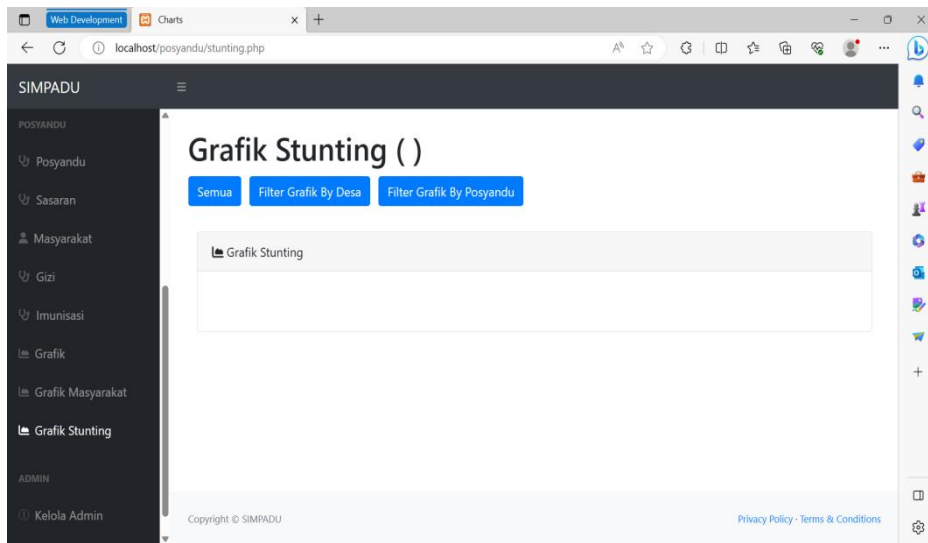 Web Development
Charts
localhost/posyandu/stunting.php
SIMPADU
POSYANDU
Posyandu
Sasaran
Masyarakat
Gizi
Imunisasi
Grafik
Grafik Masyarakat
Grafik Stunting
ADMIN
Kelola Admin
Grafik Stunting ( )
Semua
Filter Grafik By Desa
Filter Grafik By Posyandu
Grafik Stunting
Copyright © SIMPADU
Privacy Policy · Terms & Conditions